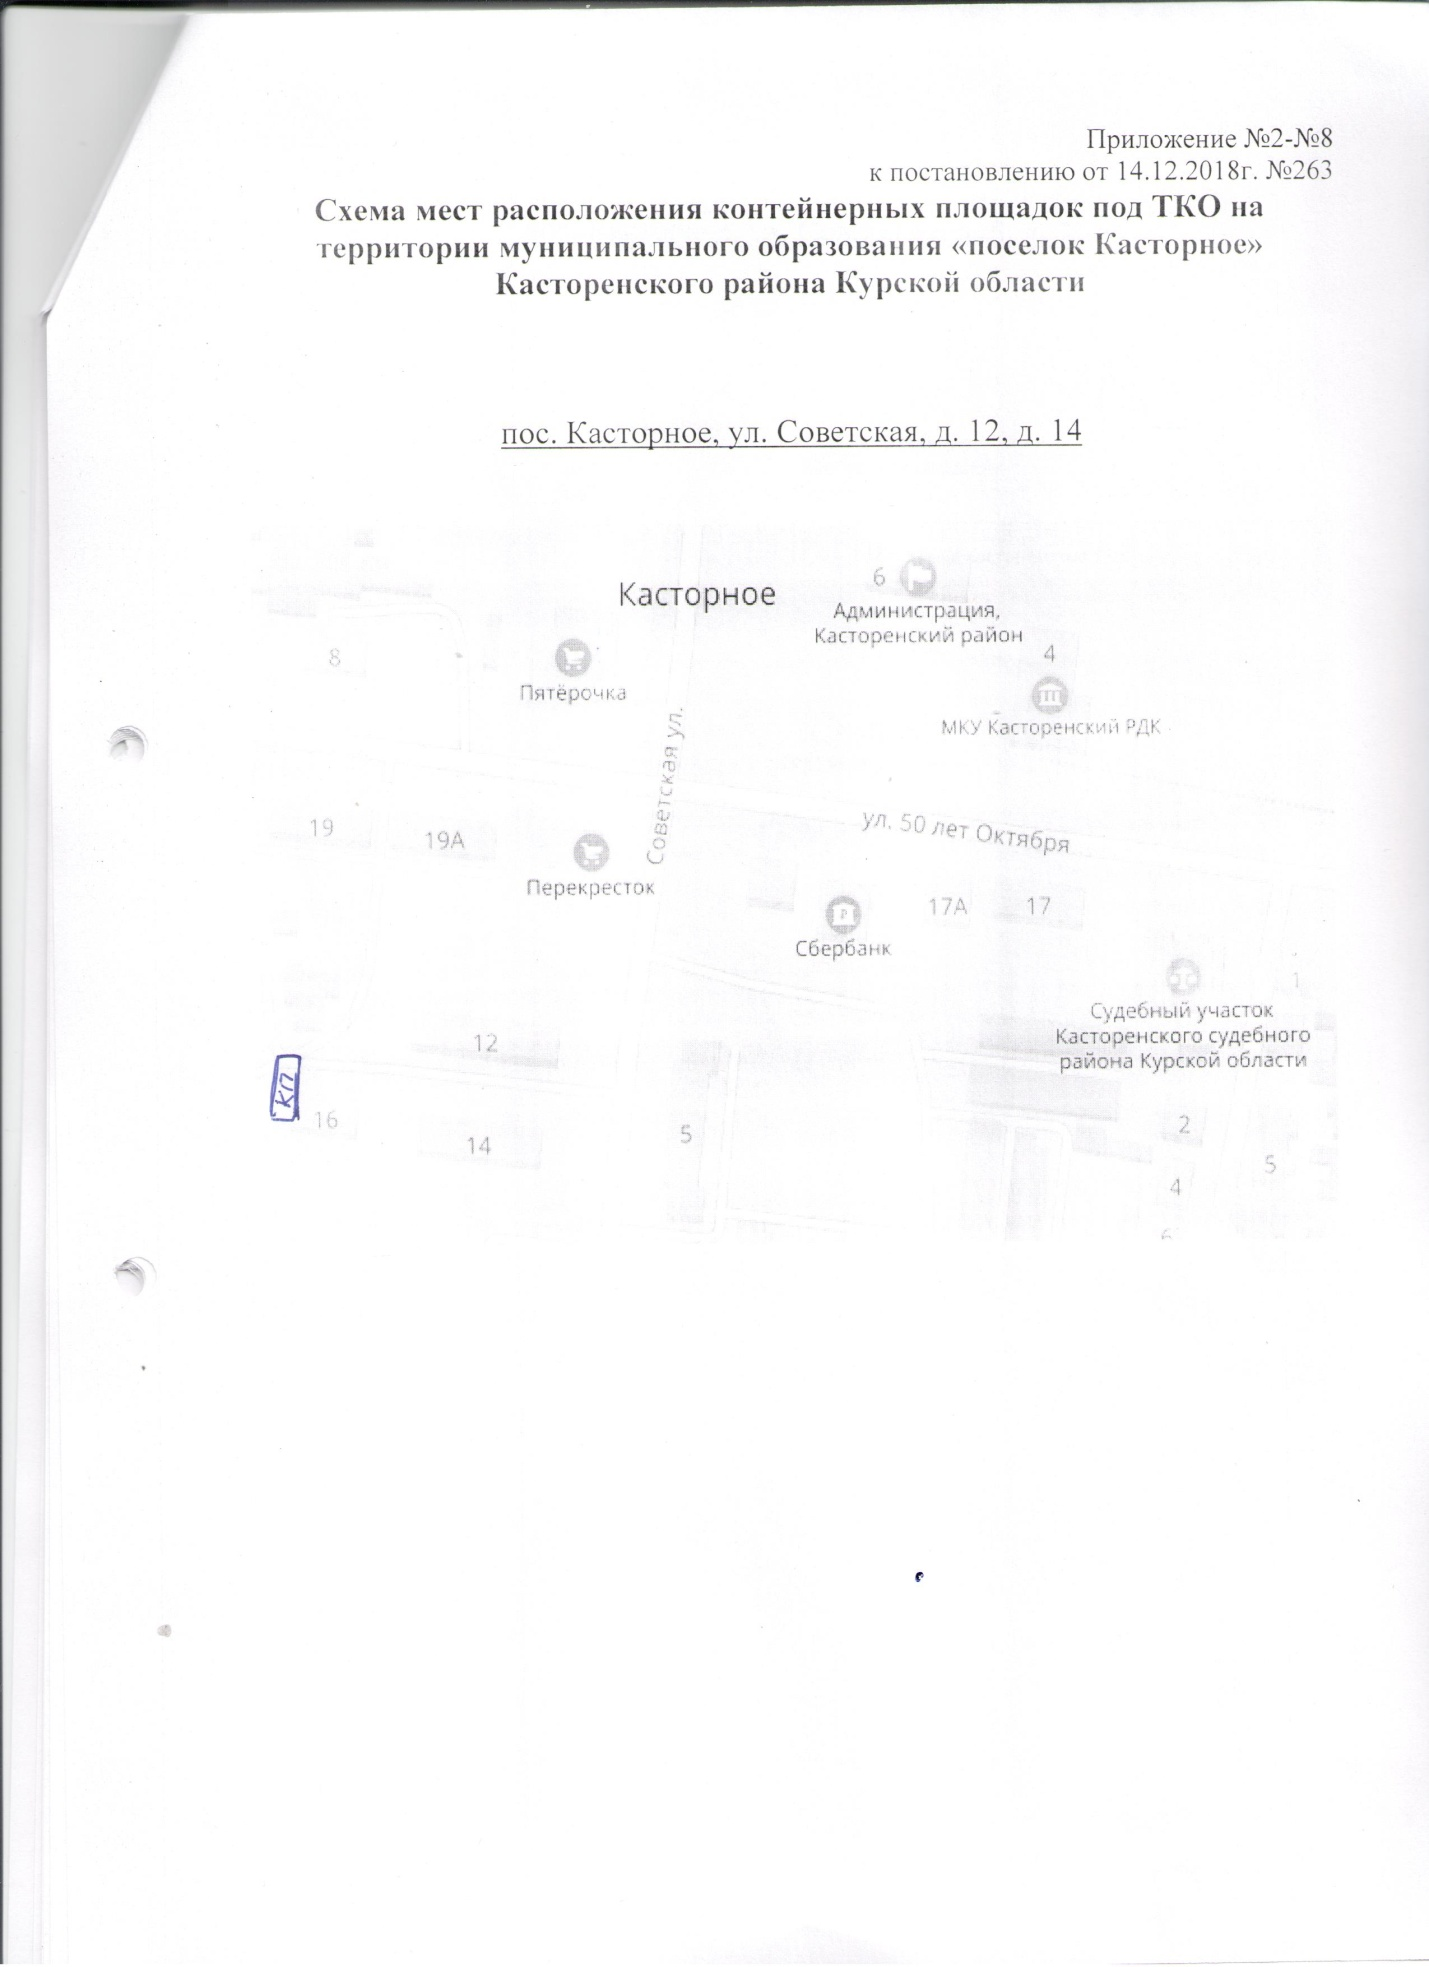 Приложение №2-№8
к постановлению от 14.12.2018г. №263
Схема мест расположения контейнерных площадок под ТКО на
территории муниципального образования «поселок Касторное»
Касторенского района Курской области
пос. Касторное, ул. Советская, д. 12, д. 14
Касторное
6
Администрация,
Касторенский район
8
Пятёрочка
4
МКУ Касторенский РДК
Советская ул.
19
19А
Перекресток
ул. 50 лет Октября
17А
17
Сбербанк
1
Судебный участок
Касторенского судебного
района Курской области
12
КП
16
14
5
2
5
4
6